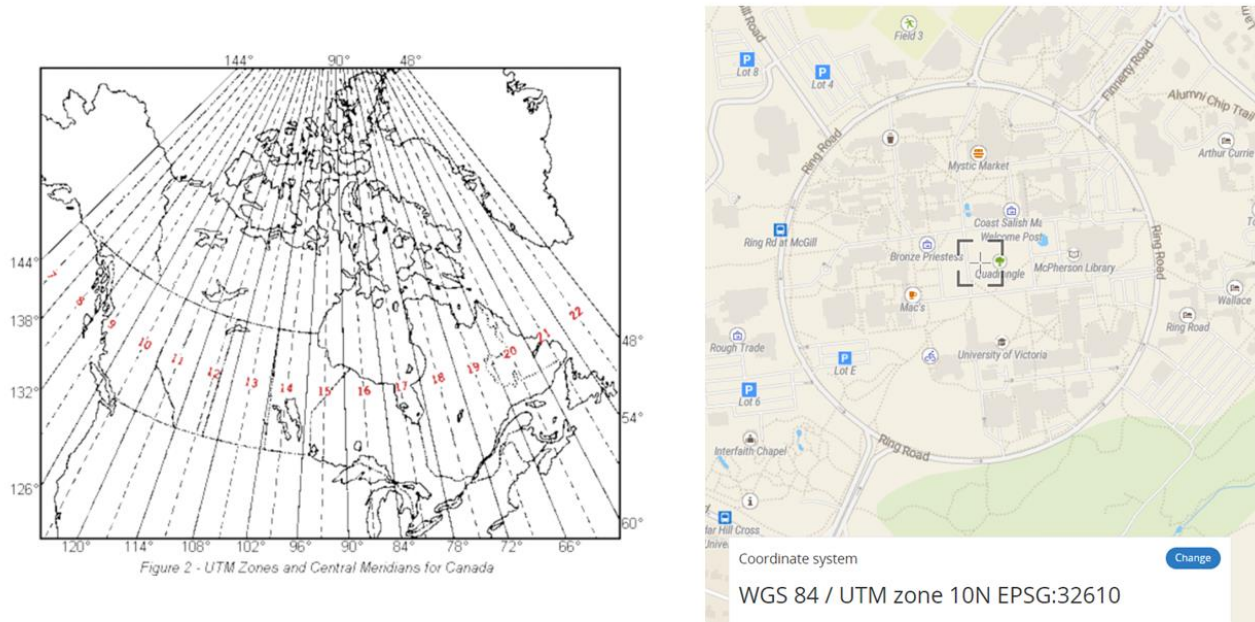 144° 90° 48°
144°
138°
132°
126°
7
8
9
10
11
12
13
14
15
16
17
18
19
20
21
22
48°
54°
60°
120° 114° 108° 102° 96° 90° 84° 78° 72° 66°
Figure 2 - UTM Zones and Central Meridians for Canada
Field 3
P
Lot 8
P
Lot 4
Finnerty Road
Alumni Chip Trail
Ring Road
Mystic Market
Arthur Currie
Coast Salish Ma
Welcome Post
Ring Rd at McGill
Bronze Priestess
Quadrangle
McPherson Library
Ring Road
Mac's
Wallace
Ring Road
Rough Trade
P
Lot E
University of Victoria
P
Lot 6
Ring Road
Interfaith Chapel
i
Coordinate system
Change
WGS 84 / UTM zone 10N EPSG:32610